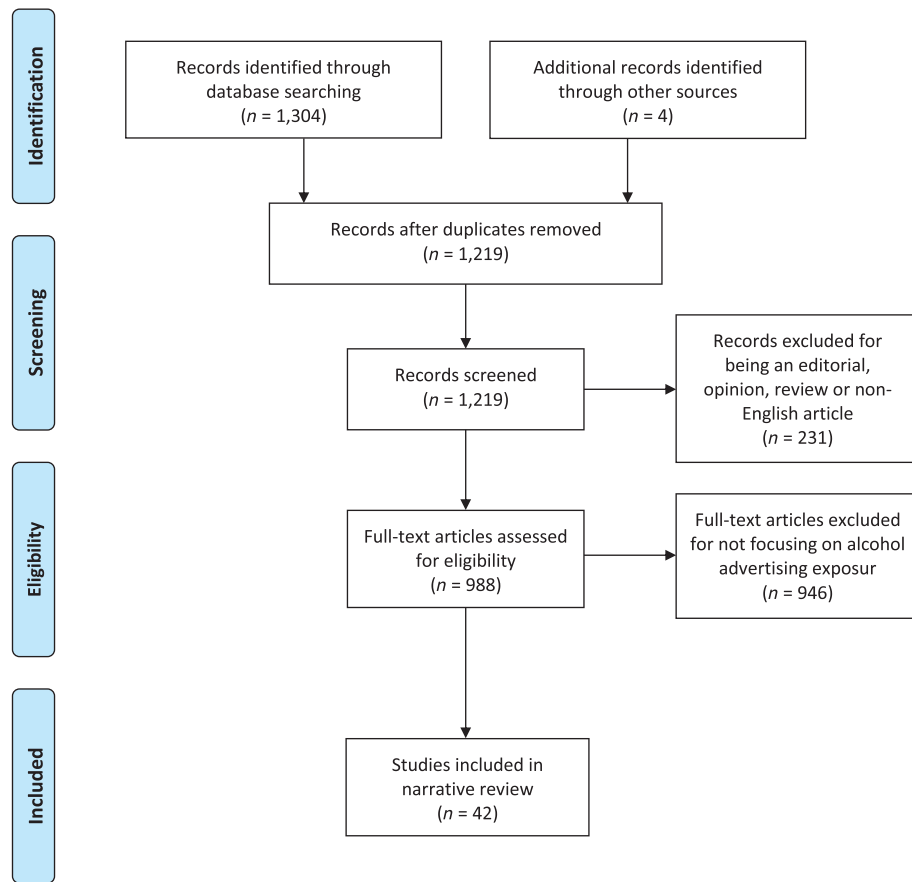 Identification
Records identified through
database searching
(n = 1,304)
Additional records identified
through other sources
(n = 4)
Records after duplicates removed
(n = 1,219)
Screening
Records screened
(n = 1,219)
Records excluded for
being an editorial,
opinion, review or non-
English article
(n = 231)
Eligibility
Full-text articles assessed
for eligibility
(n = 988)
Full-text articles excluded
for not focusing on alcohol
advertising exposur
(n = 946)
Included
Studies included in
narrative review
(n = 42)